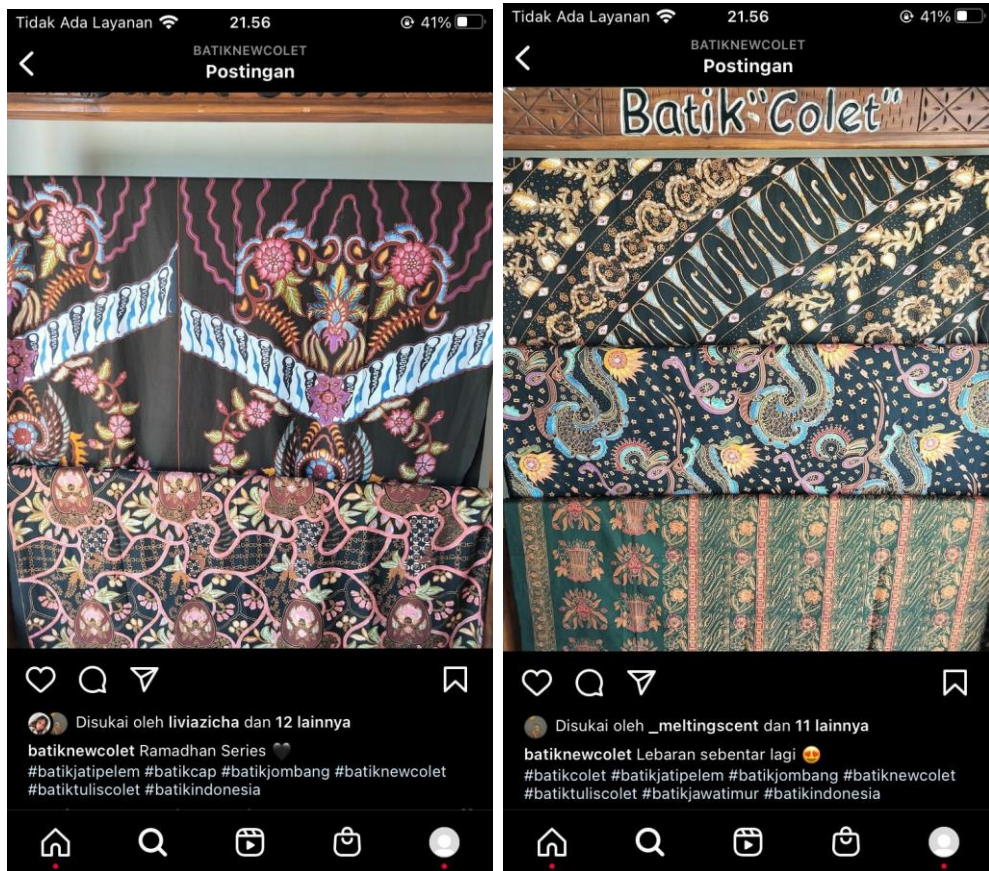 Tidak Ada Layanan 21.56 41%
BATIKNEWCOLET
Postingan
Disukai oleh liviazicha dan 12 lainnya
batiknewcolet Ramadhan Series 🖤
#batikjatipelem #batikcap #batikjombang #batiknewcolet
#batiktuliscolet #batikindonesia
Tidak Ada Layanan 21.56 41%
BATIKNEWCOLET
Postingan
Batik "Colet"
Disukai oleh _meltingscent dan 11 lainnya
batiknewcolet Lebaran sebentar lagi 😍
#batikcolet #batikjatipelem #batikjombang #batiknewcolet
#batiktuliscolet #batikjawatimur #batikindonesia